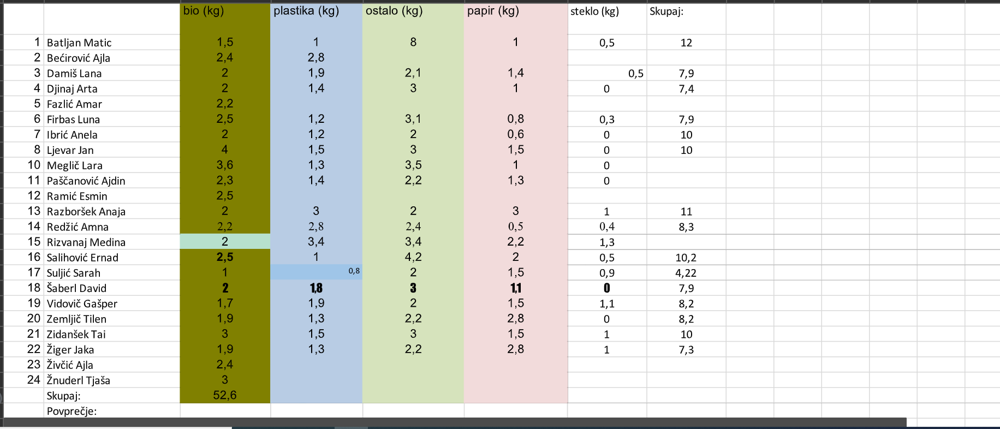 bio (kg) plastika (kg) ostalo (kg) papir (kg) steklo (kg) Skupaj:
1 Batljan Matic 1,5 1 8 1 0,5 12
2 Bećirović Ajla 2,4 2,8
3 Damiš Lana 2 1,9 2,1 1,4 0,5 7,9
4 Djinaj Arta 2 1,4 3 1 0 7,4
5 Fazlić Amar 2,2
6 Firbas Luna 2,5 1,2 3,1 0,8 0,3 7,9
7 Ibrić Anela 2 1,2 2 0,6 0 10
8 Ljevar Jan 4 1,5 3 1,5 0 10
10 Meglič Lara 3,6 1,3 3,5 1 0
11 Paščanović Ajdin 2,3 1,4 2,2 1,3 0
12 Ramić Esmin 2,5
13 Razboršek Anaja 2 3 2 3 1 11
14 Redžić Amna 2,2 2,8 2,4 0,5 0,4 8,3
15 Rizvanaj Medina 2 3,4 3,4 2,2 1,3
16 Salihović Ernad 2,5 1 4,2 2 0,5 10,2
17 Suljić Sarah 1 0,8 2 1,5 0,9 4,22
18 Šaberl David 2 1,8 3 1,1 0 7,9
19 Vidovič Gašper 1,7 1,9 2 1,5 1,1 8,2
20 Zemljič Tilen 1,9 1,3 2,2 2,8 0 8,2
21 Zidanšek Tai 3 1,5 3 1,5 1 10
22 Žiger Jaka 1,9 1,3 2,2 2,8 1 7,3
23 Živčić Ajla 2,4
24 Žnuderl Tjaša 3
Skupaj: 52,6
Povprečje: